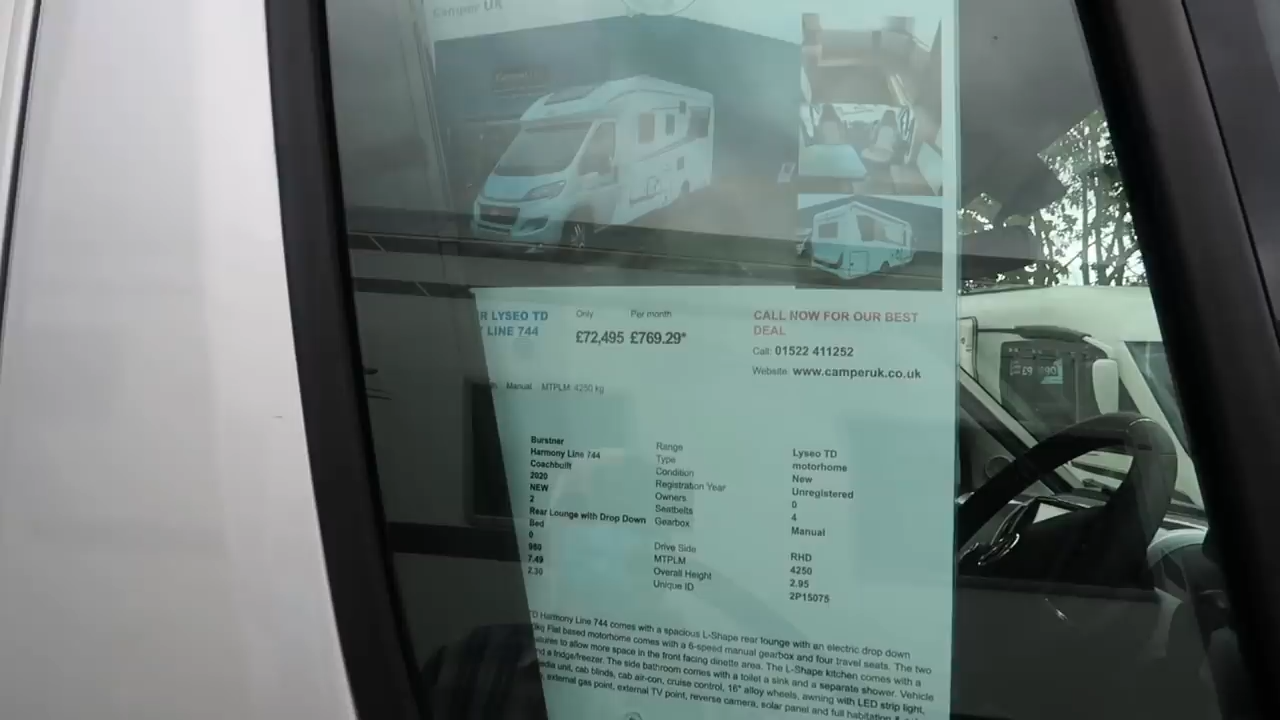 Camper UK
R LYSEO TD
LINE 744
Only
£72,495
Per month
£769.29*
CALL NOW FOR OUR BEST
DEAL
Call: 01522 411252
Website: www.camperuk.co.uk
Manual MTPLM: 4250 kg
Burstner
Harmony Line 744
Coachbuilt
2020
NEW
2
Rear Lounge with Drop Down
Bed
0
980
7.49
2.30
Range
Type
Condition
Registration Year
Owners
Seatbelts
Gearbox
Drive Side
MTPLM
Overall Height
Unique ID
Lyseo TD
motorhome
New
Unregistered
0
4
Manual
RHD
4250
2.95
2P15075
TD Harmony Line 744 comes with a spacious L-Shape rear lounge with an electric drop down
Fiat based motorhome comes with a 6-speed manual gearbox and four travel seats. The two
to allow more space in the front facing dinette area. The L-Shape kitchen comes with a
nd a fridge/freezer. The side bathroom comes with a toilet a sink and a separate shower. Vehicle
edia unit, cab blinds, cab air-con, cruise control, 16" alloy wheels, awning with LED strip light,
external gas point, external TV point, reverse camera, solar panel and full habitation &